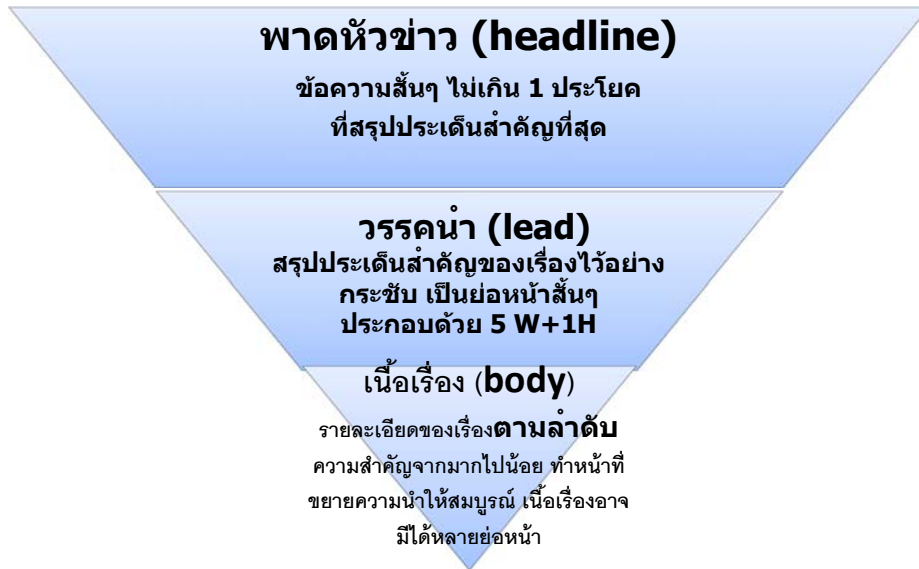 พาดหัวข่าว (headline)
ข้อความสั้นๆ ไม่เกิน 1 ประโยค
ที่สรุปประเด็นสำคัญที่สุด
วรรคนำ (lead)
สรุปประเด็นสำคัญของเรื่องไว้อย่าง
กระชับ เป็นย่อหน้าสั้นๆ
ประกอบด้วย 5 W+1H
เนื้อเรื่อง (body)
รายละเอียดของเรื่องตามลำดับ
ความสำคัญจากมากไปน้อย ทำหน้าที่
ขยายความนำให้สมบูรณ์ เนื้อเรื่องอาจ
มีได้หลายย่อหน้า